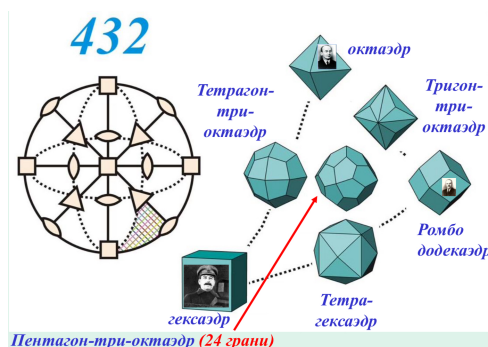 432
октаэдр
Тетрагон-
три-
октаэдр
Тригон-
три-
октаэдр
Ромбо
додекаэдр
гексаэдр
Тетра-
гексаэдр
Пентагон-три-октаэдр (24 грани)